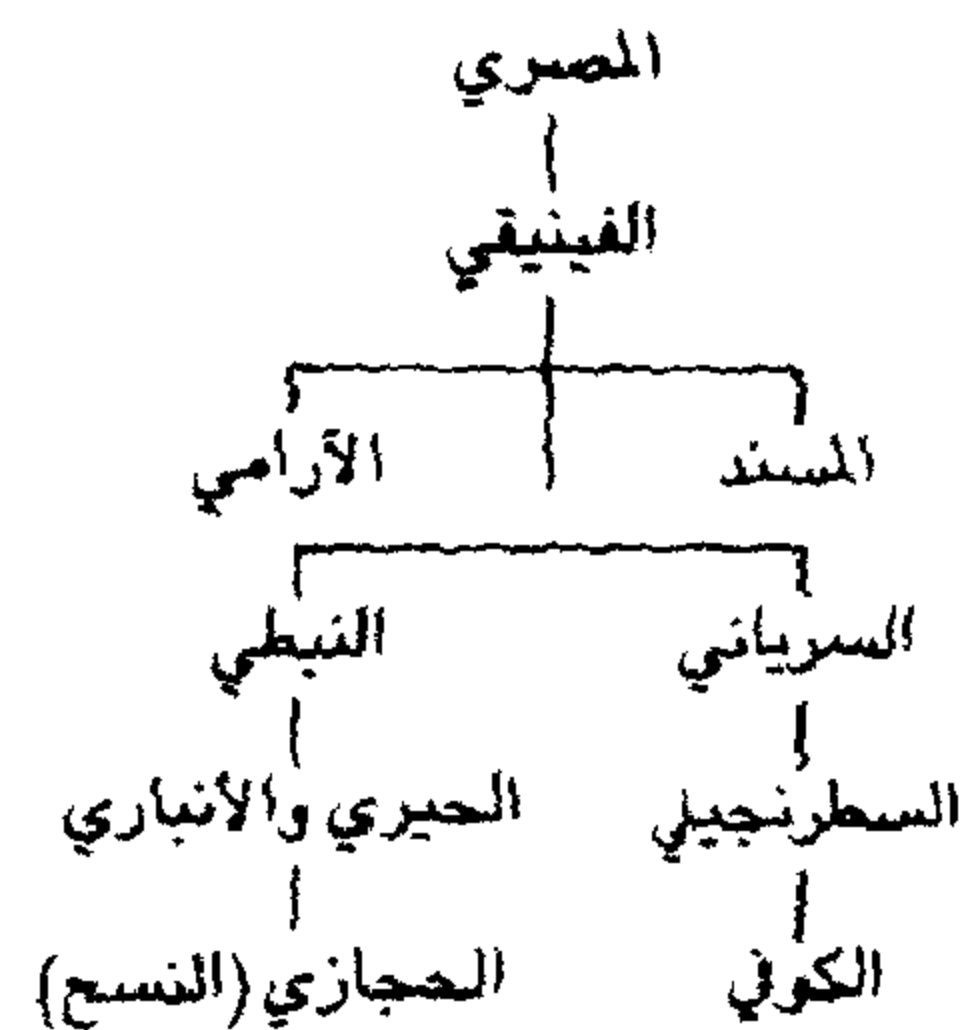 المصري
الفينيقي
المسند الآرامي
السرياني النبطي
السطرنجيلي الحيري والأنباري
الكوفي الحجازي (النسخ)